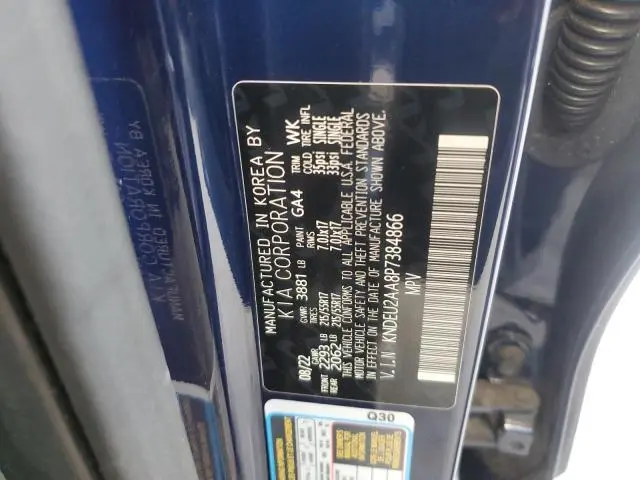 MANUFACTURED IN KOREA BY
KIA CORPORATION
08/22 GVWR 3881 LB PAINT GA4 TRIM WK
GAWR TIRES RIMS COLD TIRE INFL
FRONT 2293 LB 215/55R17 7.0Jx17 35psi SINGLE
REAR 2062 LB 215/55R17 7.0Jx17 33psi SINGLE
THIS VEHICLE CONFORMS TO ALL APPLICABLE U.S.A. FEDERAL
MOTOR VEHICLE SAFETY AND THEFT PREVENTION STANDARDS
IN EFFECT ON THE DATE OF MANUFACTURE SHOWN ABOVE.
V.I.N KNDEU2AA8P7384866
MPV
Q30